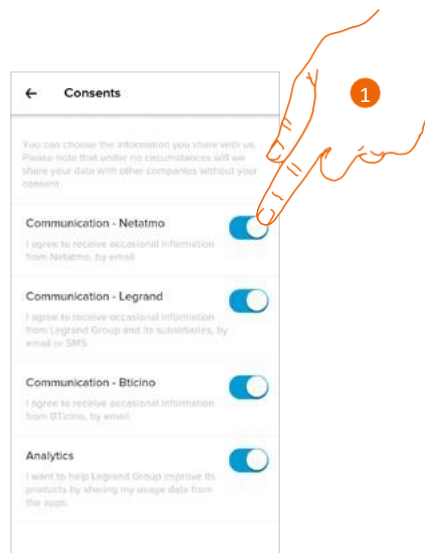 ← Consents
1
You can choose the information you share with us.
Please note that under no circumstances will we
share your data with other companies without your
consent.
Communication - Netatmo
I agree to receive occasional information
from Netatmo, by email
Communication - Legrand
I agree to receive occasional information
from Legrand Group and its subsidiaries, by
email or SMS
Communication - Bticino
I agree to receive occasional information
from BTicino, by email
Analytics
I want to help Legrand Group improve its
products by sharing my usage data from
the apps.